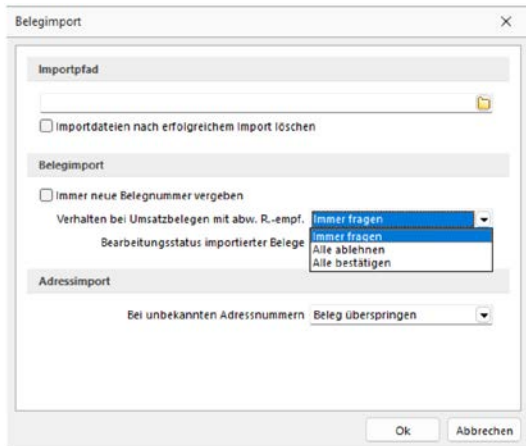 Belegimport
Importpfad
Importdateien nach erfolgreichem Import löschen
Belegimport
Immer neue Belegnummer vergeben
Verhalten bei Umsatzbelegen mit abw. R.-empf. Immer fragen
Immer fragen
Bearbeitungsstatus importierter Belege
Alle ablehnen
Alle bestätigen
Adressimport
Bei unbekannten Adressnummern Beleg überspringen
Ok Abbrechen